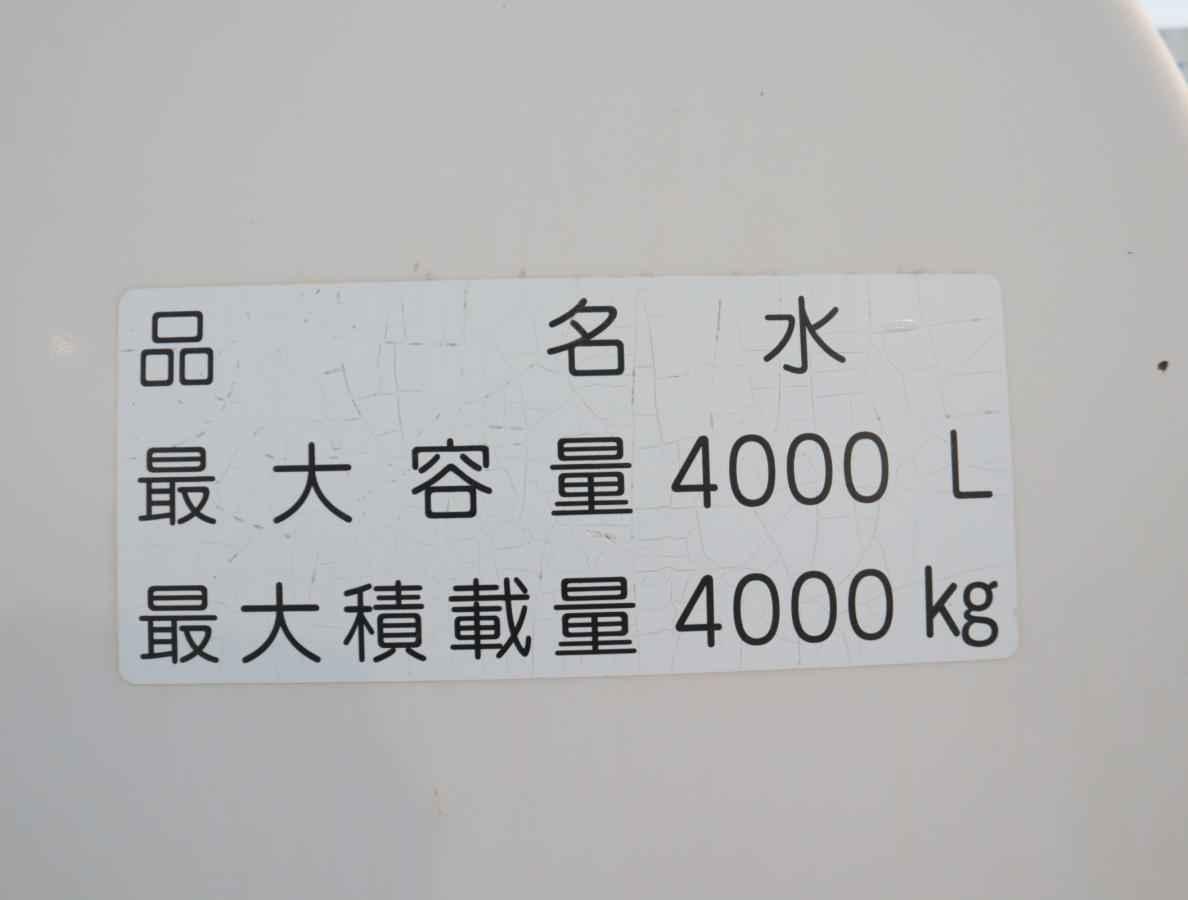 品名 水
最大容量 4000 L
最大積載量 4000 kg